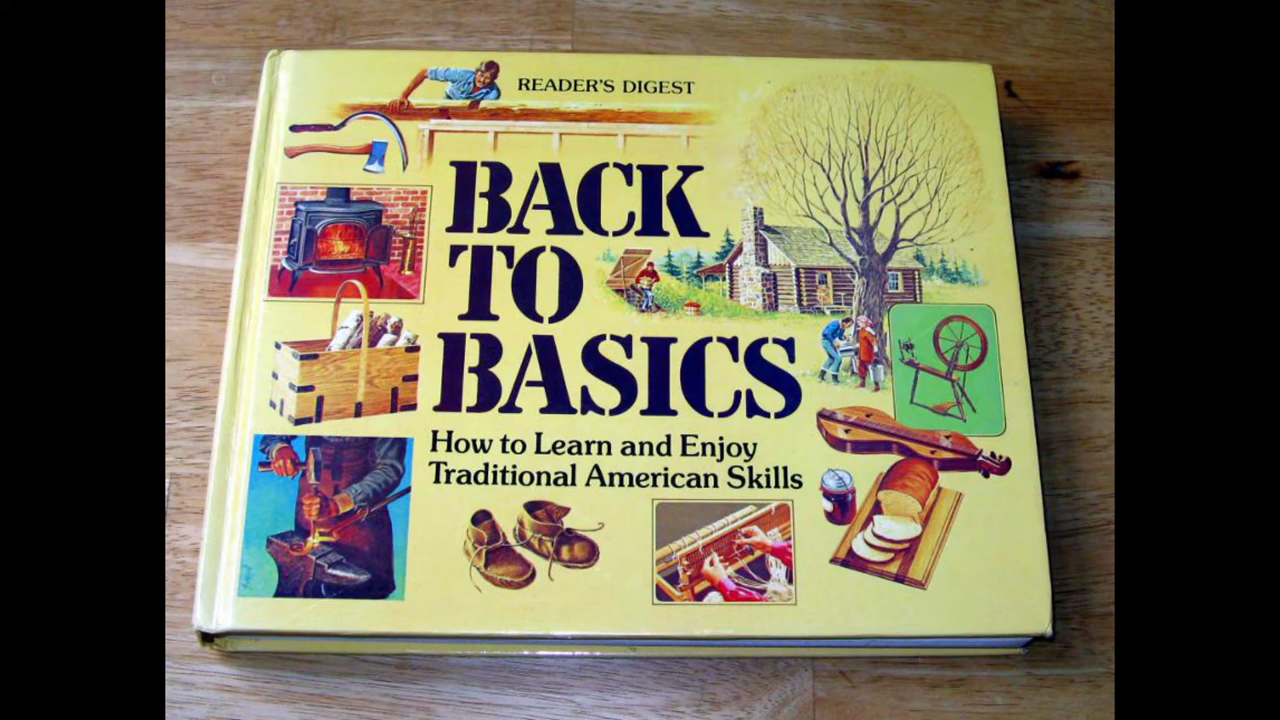 READER'S DIGEST
BACK
TO
BASICS
How to Learn and Enjoy
Traditional American Skills